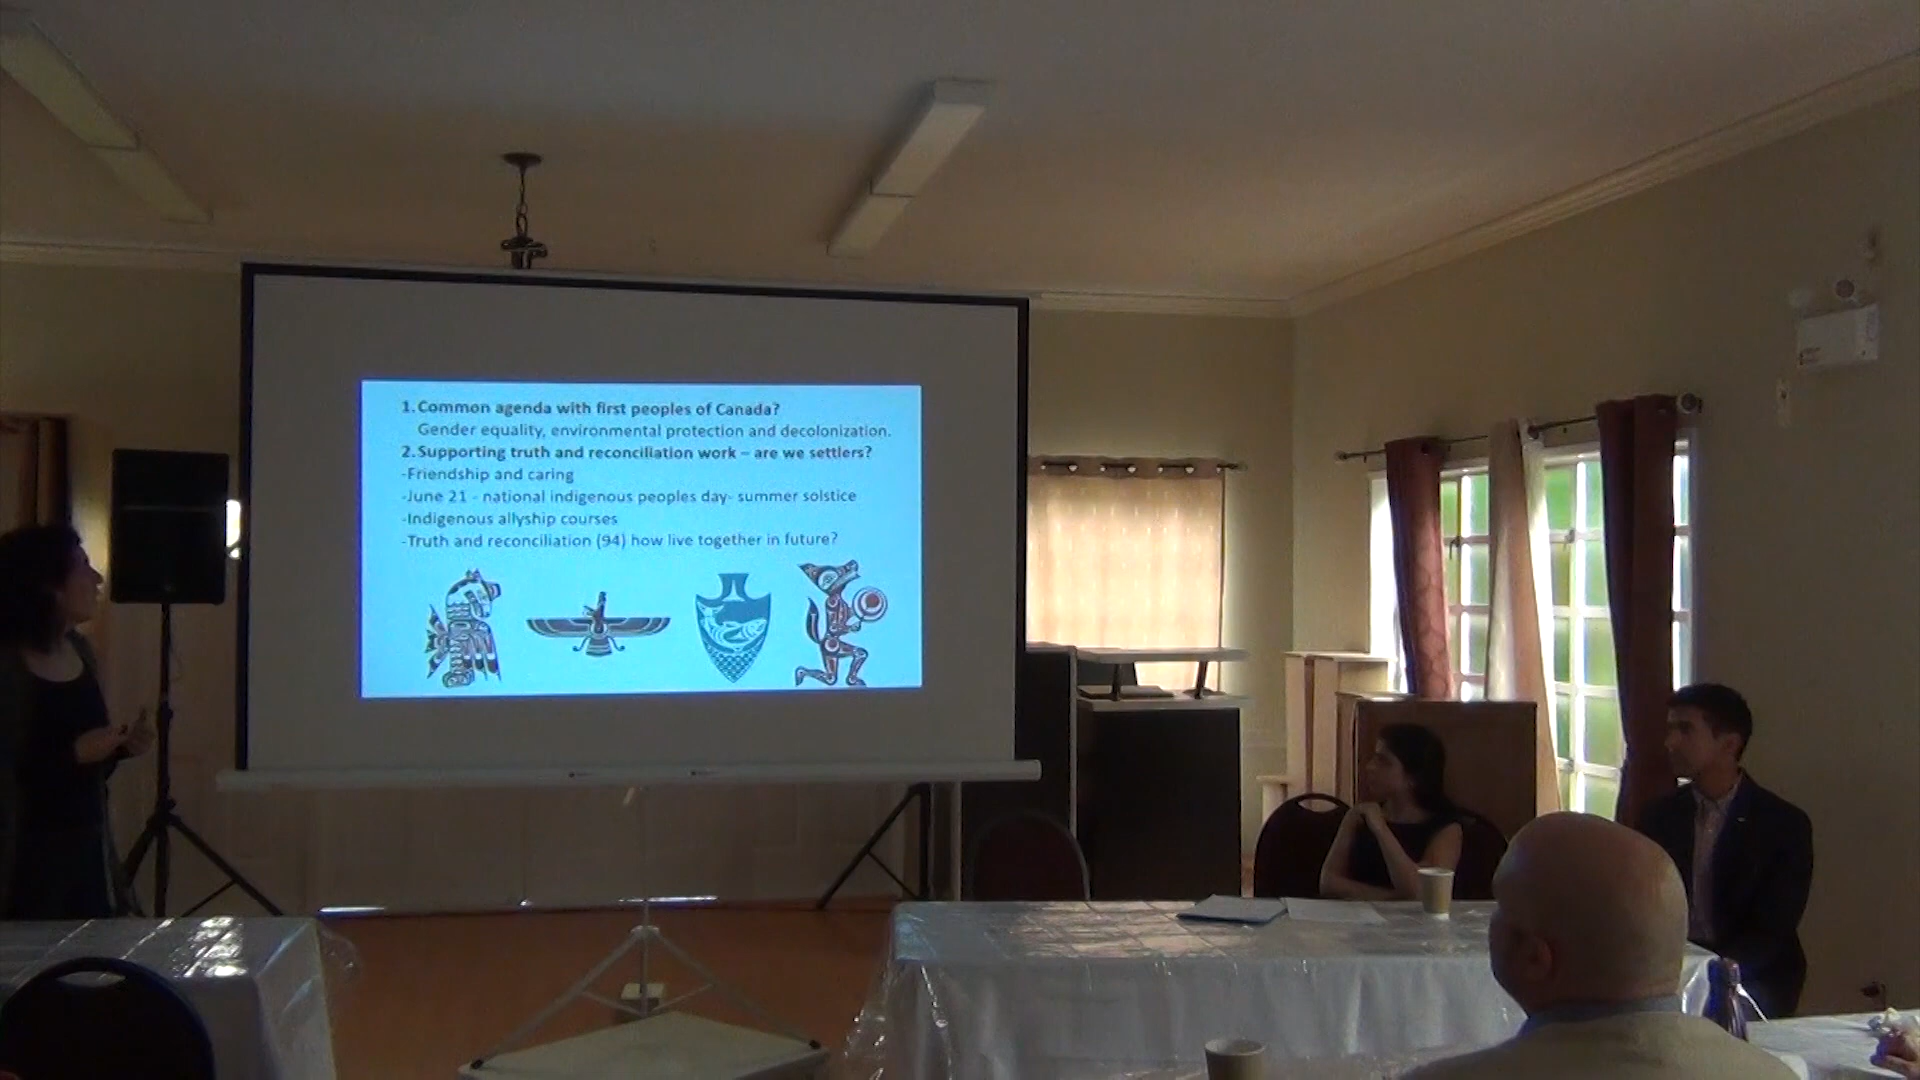 1. Common agenda with first peoples of Canada?
Gender equality, environmental protection and decolonization.
2. Supporting truth and reconciliation work – are we settlers?
-Friendship and caring
-June 21 - national indigenous peoples day- summer solstice
-Indigenous allyship courses
-Truth and reconciliation (94) how live together in future?